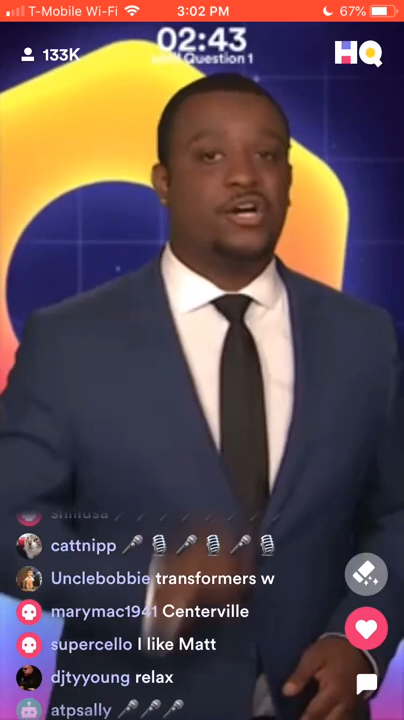 T-Mobile Wi-Fi 3:02 PM 67%
133K
02:43
until Question 1
HQ
cattnipp 🎤 🎙 🎤 🎙 🎤 🎙
Unclebobbie transformers w
marymac1941 Centerville
supercello I like Matt
djtyyoung relax
atpsally 🎤 🎤 🎤